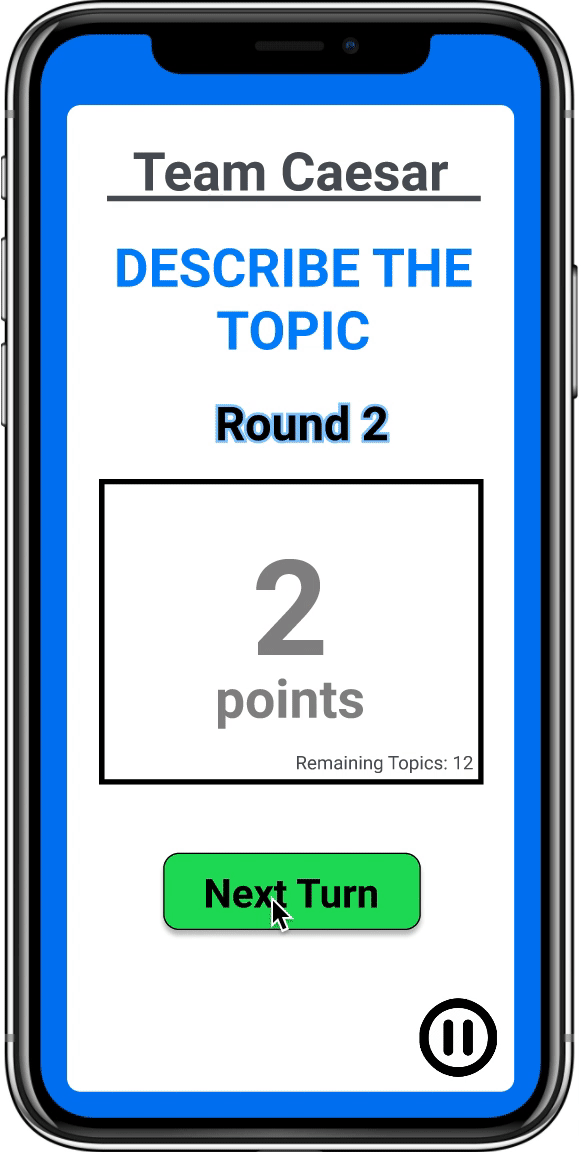 Team Caesar
DESCRIBE THE
TOPIC
Round 2
2
points
Remaining Topics: 12
Next Turn